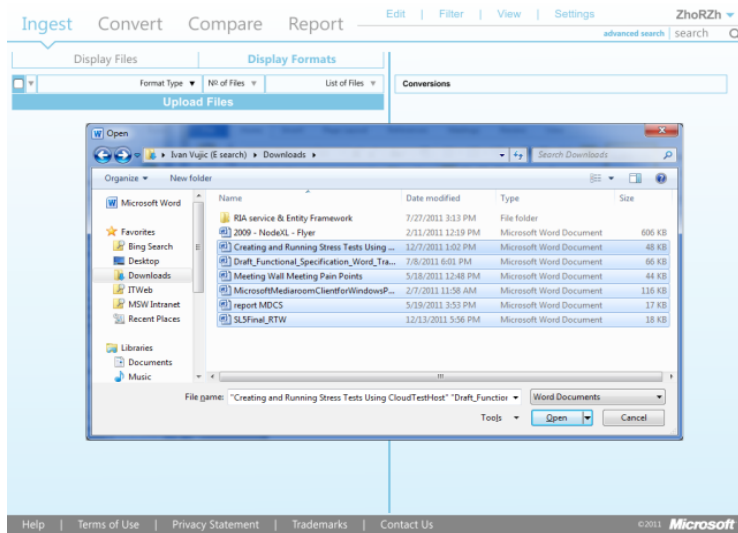 Edit | Filter | View | Settings
ZhoRZh
Ingest Convert Compare Report
advanced search search
Display Files Display Formats
Format Type Nº of Files List of Files
Conversions
Upload Files
Open
Ivan Vujic (E search) Downloads
Search Downloads
Organize New folder
Microsoft Word
Favorites
Bing Search
Desktop
Downloads
ITWeb
MSW Intranet
Recent Places
Libraries
Documents
Music
Name Date modified Type Size
RIA service & Entity Framework 7/27/2011 3:13 PM File folder
2009 - NodeXL - Flyer 2/11/2011 12:19 PM Microsoft Word Document 606 KB
Creating and Running Stress Tests Using ... 12/7/2011 1:02 PM Microsoft Word Document 48 KB
Draft_Functional_Specification_Word_Tra... 7/8/2011 6:01 PM Microsoft Word Document 66 KB
Meeting Wall Meeting Pain Points 5/18/2011 12:48 PM Microsoft Word Document 44 KB
MicrosoftMediaroomClientforWindowsP... 2/7/2011 11:58 AM Microsoft Word Document 116 KB
report MDCS 5/19/2011 3:53 PM Microsoft Word Document 17 KB
SL5Final_RTW 12/13/2011 5:56 PM Microsoft Word Document 18 KB
File name: "Creating and Running Stress Tests Using CloudTestHost" "Draft_Function
Word Documents
Tools Open Cancel
Help | Terms of Use | Privacy Statement | Trademarks | Contact Us
©2011 Microsoft